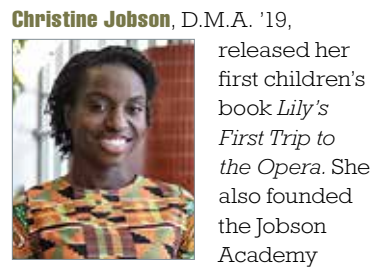 Christine Jobson, D.M.A. ’19,
released her
first children’s
book Lily’s
First Trip to
the Opera. She
also founded
the Jobson
Academy